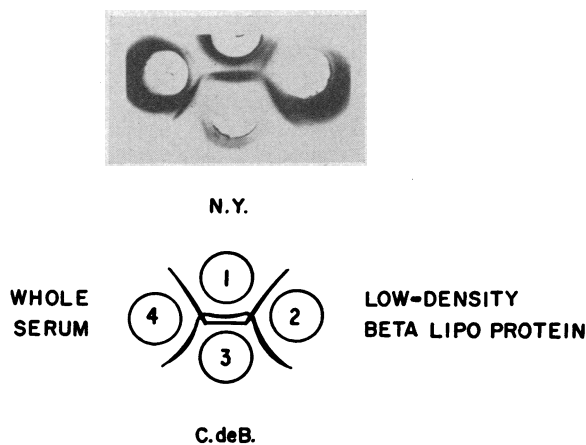 N.Y.
WHOLE
SERUM
4
1
2
3
LOW-DENSITY
BETA LIPO PROTEIN
C.deB.